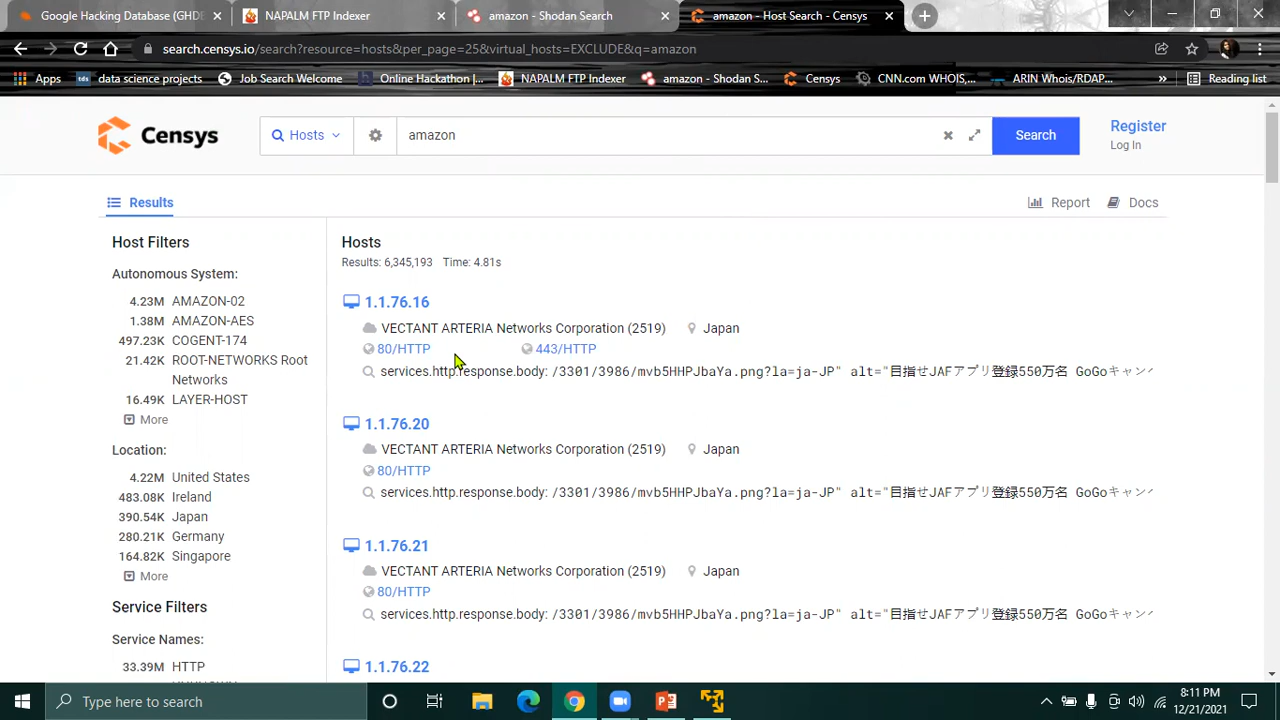 Google Hacking Database (GHDE
NAPALM FTP Indexer
amazon - Shodan Search
amazon - Host Search - Censys
search.censys.io/search?resource=hosts&per_page=25&virtual_hosts=EXCLUDE&q=amazon
Apps
tds data science projects
Job Search Welcome
Online Hackathon |...
NAPALM FTP Indexer
amazon - Shodan S...
Censys
CNN.com WHOIS,...
ARIN Whois/RDAP...
»
Reading list
Censys
Hosts
amazon
Search
Register
Log In
Results
Report
Docs
Host Filters
Autonomous System:
4.23M AMAZON-02
1.38M AMAZON-AES
497.23K COGENT-174
21.42K ROOT-NETWORKS Root
Networks
16.49K LAYER-HOST
More
Location:
4.22M United States
483.08K Ireland
390.54K Japan
280.21K Germany
164.82K Singapore
More
Service Filters
Service Names:
33.39M HTTP
Hosts
Results: 6,345,193 Time: 4.81s
1.1.76.16
VECTANT ARTERIA Networks Corporation (2519) Japan
80/HTTP 443/HTTP
services.http.response.body: /3301/3986/mvb5HHPJbaYa.png?la=ja-JP" alt="目指せJAFアプリ登録550万名 GoGoキャン
1.1.76.20
VECTANT ARTERIA Networks Corporation (2519) Japan
80/HTTP
services.http.response.body: /3301/3986/mvb5HHPJbaYa.png?la=ja-JP" alt="目指せJAFアプリ登録550万名 GoGoキャン
1.1.76.21
VECTANT ARTERIA Networks Corporation (2519) Japan
80/HTTP
services.http.response.body: /3301/3986/mvb5HHPJbaYa.png?la=ja-JP" alt="目指せJAFアプリ登録550万名 GoGoキャン
1.1.76.22
Type here to search
8:11 PM
12/21/2021